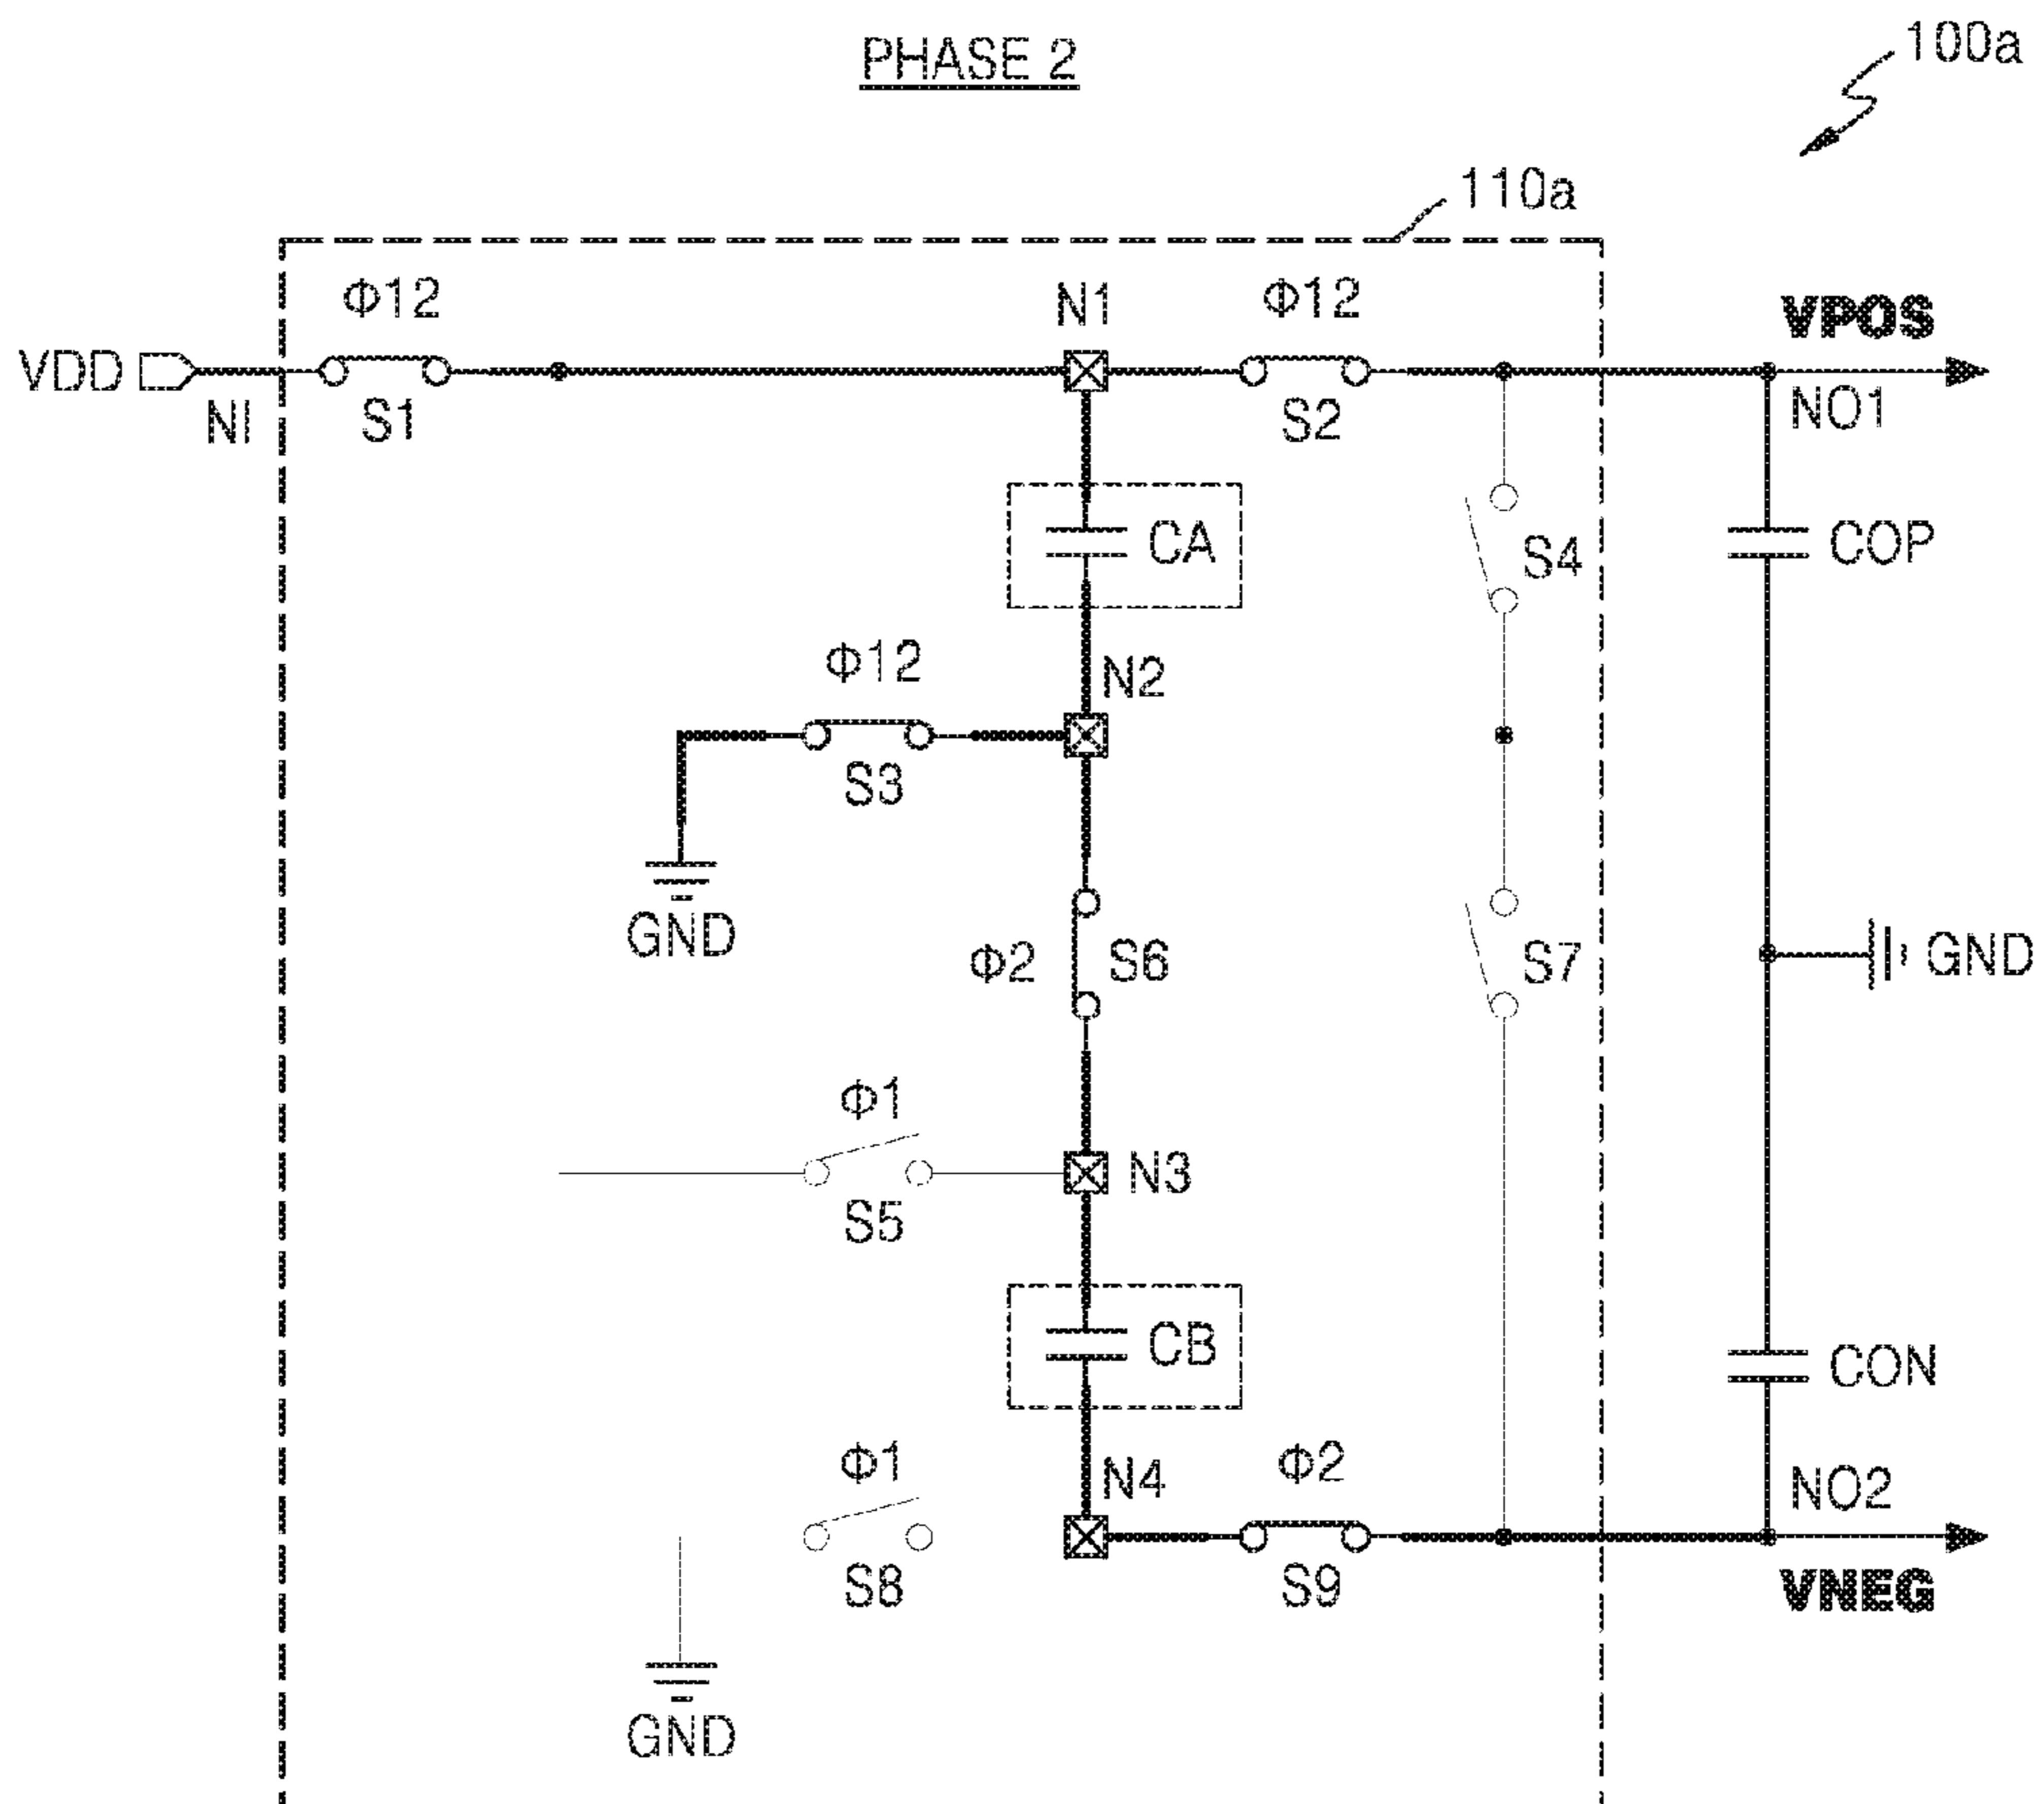 PHASE 2
100a
110a
Φ12
N1
Φ12
VPOS
VDD
NI
S1
S2
NO1
CA
S4
COP
Φ12
N2
S3
GND
Φ2
S6
S7
GND
Φ1
N3
S5
CB
CON
Φ1
N4
Φ2
NO2
S8
S9
VNEG
GND